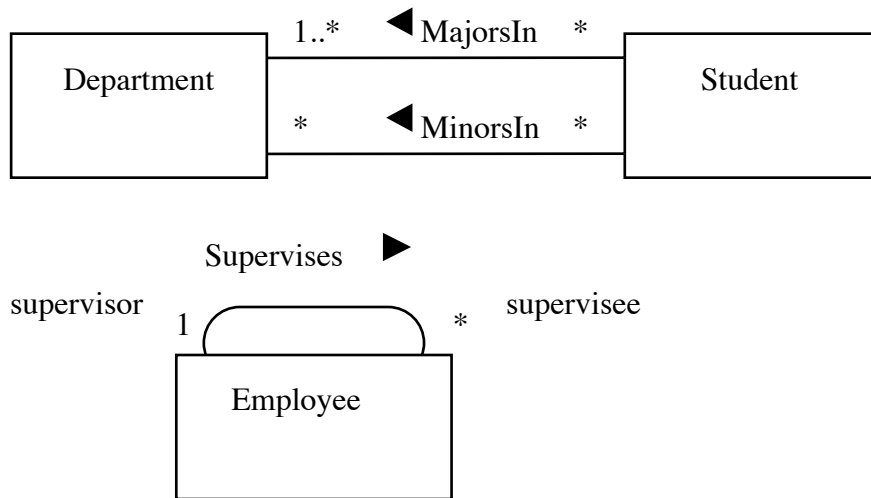 1..* ◀ MajorsIn *
Department
Student
* ◀ MinorsIn *
Supervises ▶
supervisor
1
*
supervisee
Employee